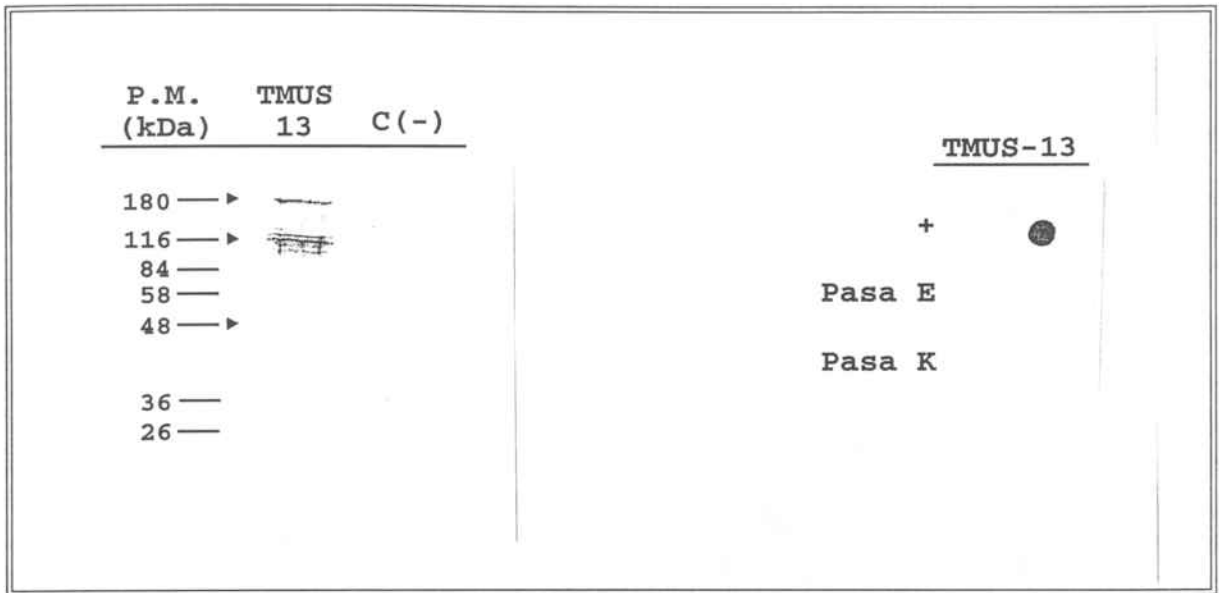 P.M. TMUS
(kDa) 13 C(-)
180
116
84
58
48
36
26
TMUS-13
+
Pasa E
Pasa K